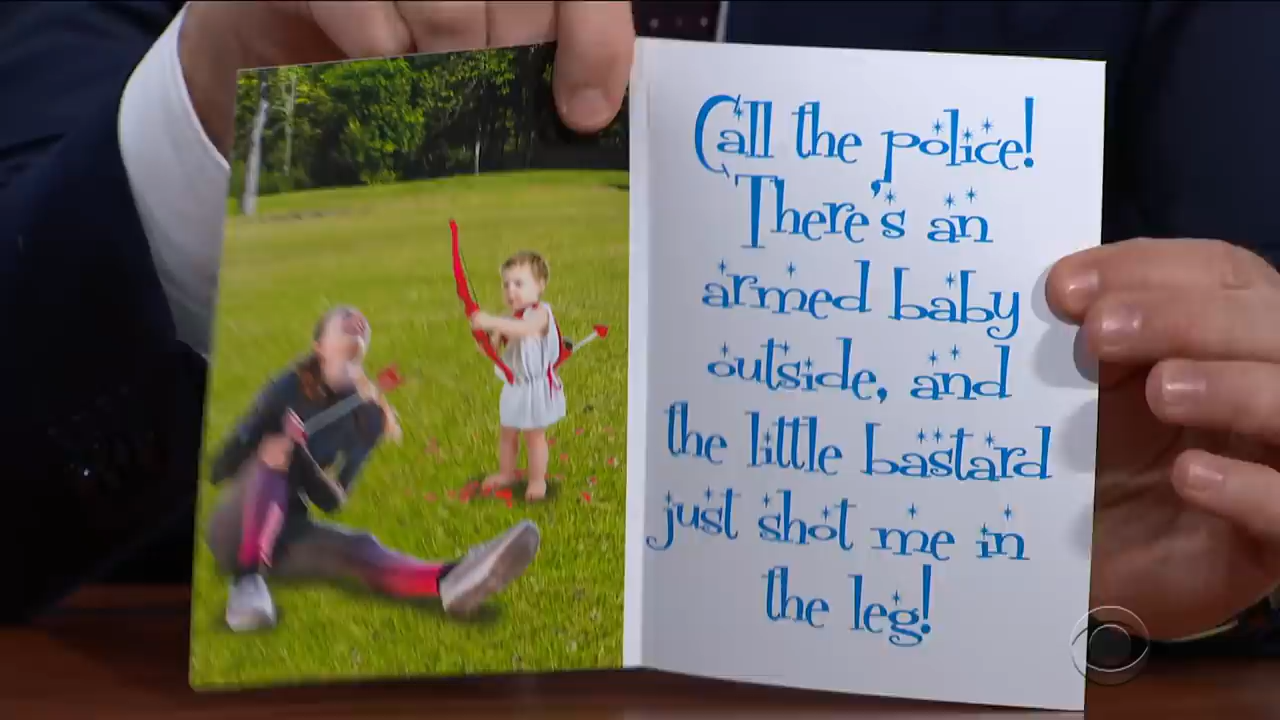 Call the police!
There's an
armed baby
outside, and
the little bastard
just shot me in
the leg!